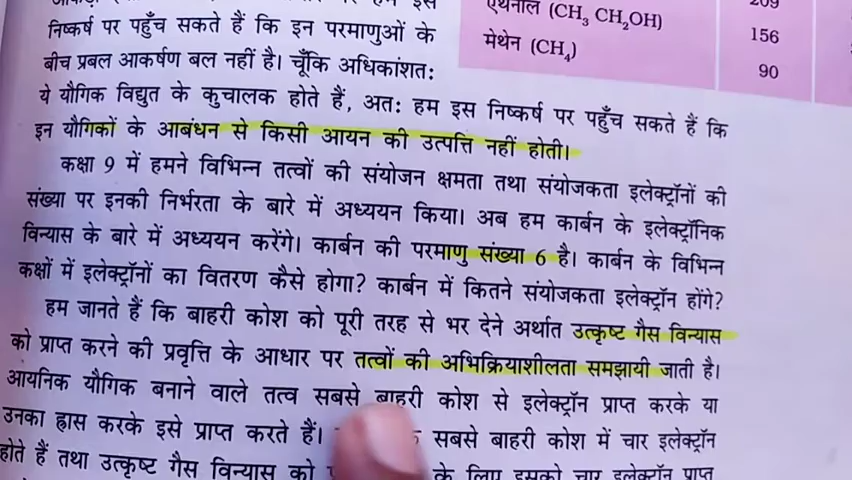 एथेनॉल (CH₃ CH₂OH)
मेथेन (CH₄)
209
156
90
निष्कर्ष पर पहुँच सकते हैं कि इन परमाणुओं के
बीच प्रबल आकर्षण बल नहीं है। चूँकि अधिकांशत:
ये यौगिक विद्युत के कुचालक होते हैं, अत: हम इस निष्कर्ष पर पहुँच सकते हैं कि
इन यौगिकों के आबंधन से किसी आयन की उत्पत्ति नहीं होती।
कक्षा 9 में हमने विभिन्न तत्वों की संयोजन क्षमता तथा संयोजकता इलेक्ट्रॉनों की
संख्या पर इनकी निर्भरता के बारे में अध्ययन किया। अब हम कार्बन के इलेक्ट्रॉनिक
विन्यास के बारे में अध्ययन करेंगे। कार्बन की परमाणु संख्या 6 है। कार्बन के विभिन्न
कक्षों में इलेक्ट्रॉनों का वितरण कैसे होगा? कार्बन में कितने संयोजकता इलेक्ट्रॉन होंगे?
हम जानते हैं कि बाहरी कोश को पूरी तरह से भर देने अर्थात उत्कृष्ट गैस विन्यास
को प्राप्त करने की प्रवृत्ति के आधार पर तत्वों की अभिक्रियाशीलता समझायी जाती है।
आयनिक यौगिक बनाने वाले तत्व सबसे बाहरी कोश से इलेक्ट्रॉन प्राप्त करके या
उनका ह्रास करके इसे प्राप्त करते हैं। सबसे बाहरी कोश में चार इलेक्ट्रॉन
होते हैं तथा उत्कृष्ट गैस विन्यास को के लिए इसको चार इलेक्ट्रॉन प्राप्त